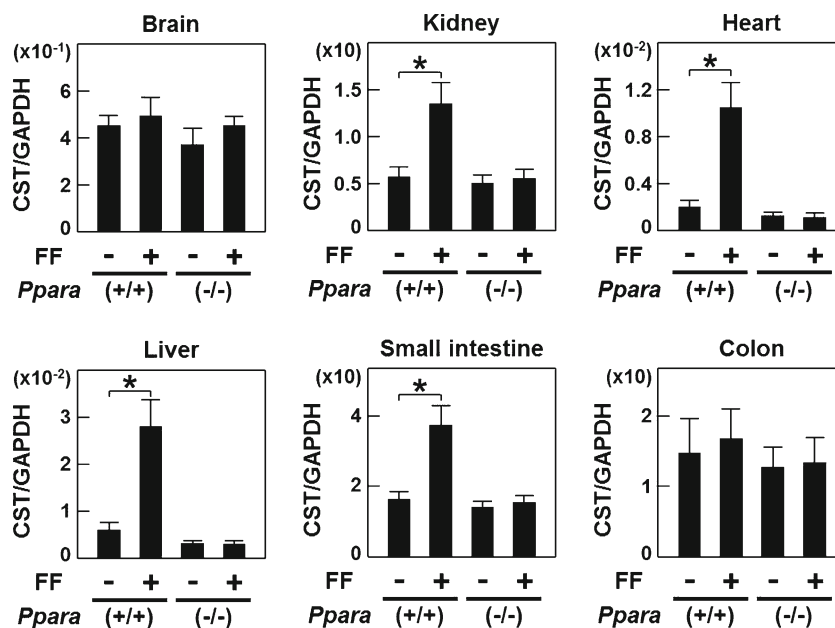 Brain
(x10-1)
CST/GAPDH
6
4
2
0
FF - + - +
Ppara (+/+) (-/-)
Kidney
(x10)
CST/GAPDH
1.5
1.0
0.5
0
FF - + - +
Ppara (+/+) (-/-)
*
Heart
(x10-2)
CST/GAPDH
1.2
0.8
0.4
0
FF - + - +
Ppara (+/+) (-/-)
*
Liver
(x10-2)
CST/GAPDH
3
2
1
0
FF - + - +
Ppara (+/+) (-/-)
*
Small intestine
(x10)
CST/GAPDH
4
2
0
FF - + - +
Ppara (+/+) (-/-)
*
Colon
(x10)
CST/GAPDH
2
1
0
FF - + - +
Ppara (+/+) (-/-)